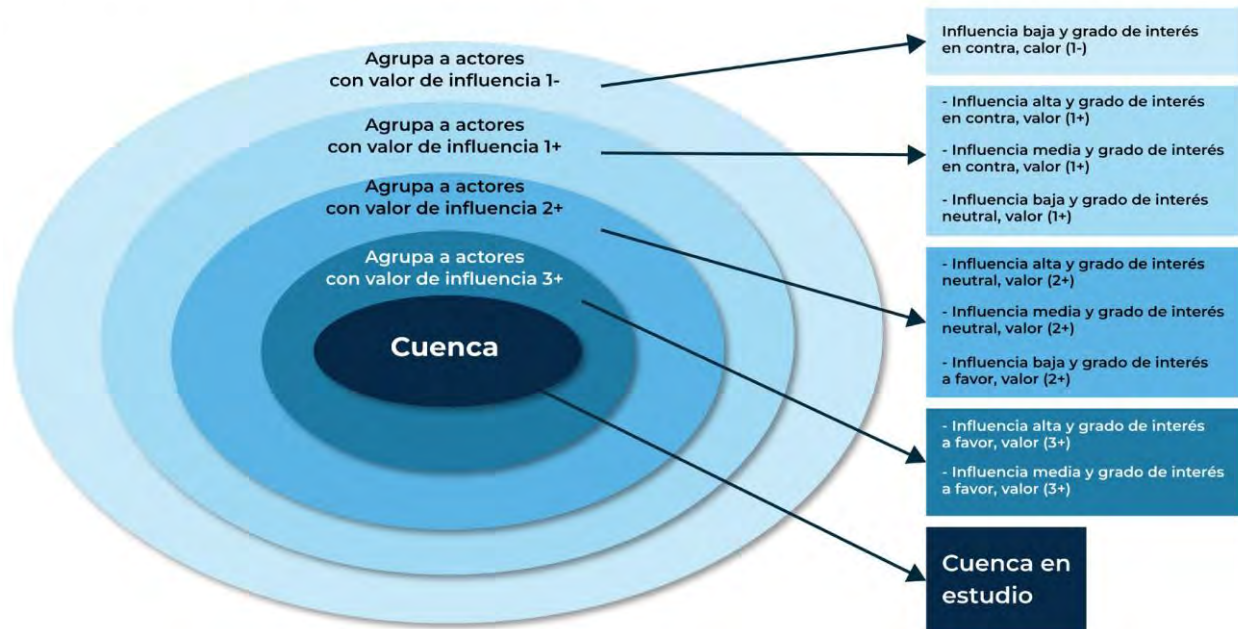 Agrupa a actores
con valor de influencia 1-
Agrupa a actores
con valor de influencia 1+
Agrupa a actores
con valor de influencia 2+
Agrupa a actores
con valor de influencia 3+
Cuenca
Influencia baja y grado de interés
en contra, calor (1-)
- Influencia alta y grado de interés
en contra, valor (1+)
- Influencia media y grado de interés
en contra, valor (1+)
- Influencia baja y grado de interés
neutral, valor (1+)
- Influencia alta y grado de interés
neutral, valor (2+)
- Influencia media y grado de interés
neutral, valor (2+)
- Influencia baja y grado de interés
a favor, valor (2+)
- Influencia alta y grado de interés
a favor, valor (3+)
- Influencia media y grado de interés
a favor, valor (3+)
Cuenca en
estudio